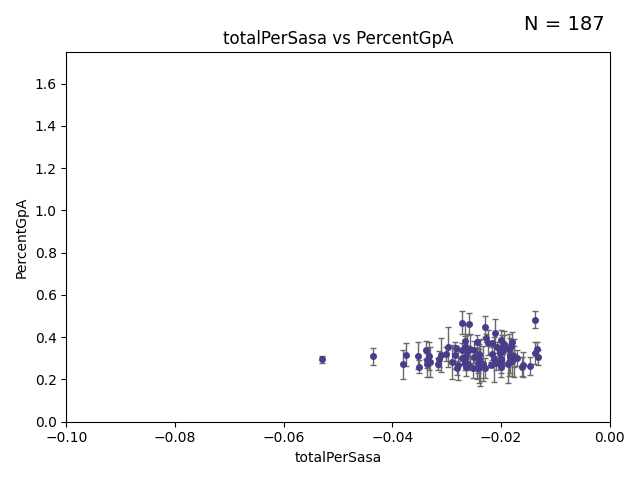 N = 187
totalPerSasa vs PercentGpA
PercentGpA
1.6
1.4
1.2
1.0
0.8
0.6
0.4
0.2
0.0
−0.10 −0.08 −0.06 −0.04 −0.02 0.00
totalPerSasa